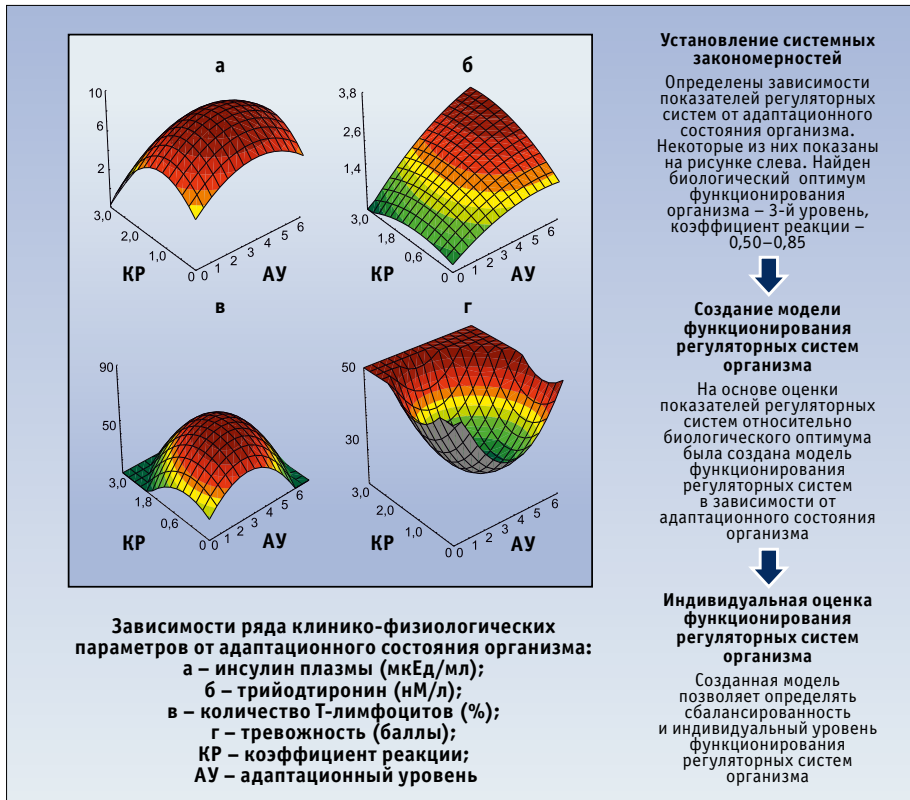 а
10
6
2
3,0
2,0
1,0
0
0 1 2 3 4 5 6
КР
АУ
б
3,8
2,6
1,4
3,0
1,8
0,6
0
0 1 2 3 4 5 6
КР
АУ
в
90
50
3,0
1,8
0,6
0
0 1 2 3 4 5 6
КР
АУ
г
50
30
3,0
2,0
1,0
0
0 1 2 3 4 5 6
КР
АУ
Зависимости ряда клинико-физиологических
параметров от адаптационного состояния организма:
а – инсулин плазмы (мкЕд/мл);
б – трийодтиронин (нМ/л);
в – количество Т-лимфоцитов (%);
г – тревожность (баллы);
КР – коэффициент реакции;
АУ – адаптационный уровень
Установление системных
закономерностей
Определены зависимости
показателей регуляторных
систем от адаптационного
состояния организма.
Некоторые из них показаны
на рисунке слева. Найден
биологический оптимум
функционирования
организма – 3-й уровень,
коэффициент реакции –
0,50–0,85
Создание модели
функционирования
регуляторных систем
организма
На основе оценки
показателей регуляторных
систем относительно
биологического оптимума
была создана модель
функционирования
регуляторных систем
в зависимости от
адаптационного состояния
организма
Индивидуальная оценка
функционирования
регуляторных систем
организма
Созданная модель
позволяет определять
сбалансированность
и индивидуальный уровень
функционирования
регуляторных систем
организма